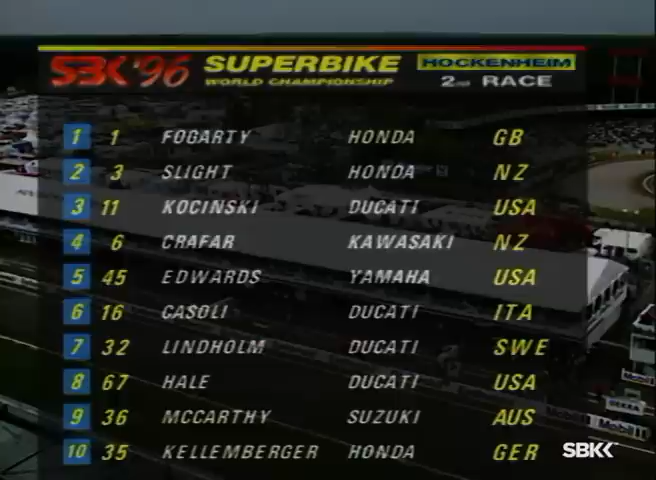 SBK '96 SUPERBIKE HOCKENHEIM
WORLD CHAMPIONSHIP 2ND RACE
1 1 FOGARTY HONDA GB
2 3 SLIGHT HONDA NZ
3 11 KOCINSKI DUCATI USA
4 6 CRAFAR KAWASAKI NZ
5 45 EDWARDS YAMAHA USA
6 16 CASOLI DUCATI ITA
7 32 LINDHOLM DUCATI SWE
8 67 HALE DUCATI USA
9 36 MCCARTHY SUZUKI AUS
10 35 KELLEMBERGER HONDA GER
SBK